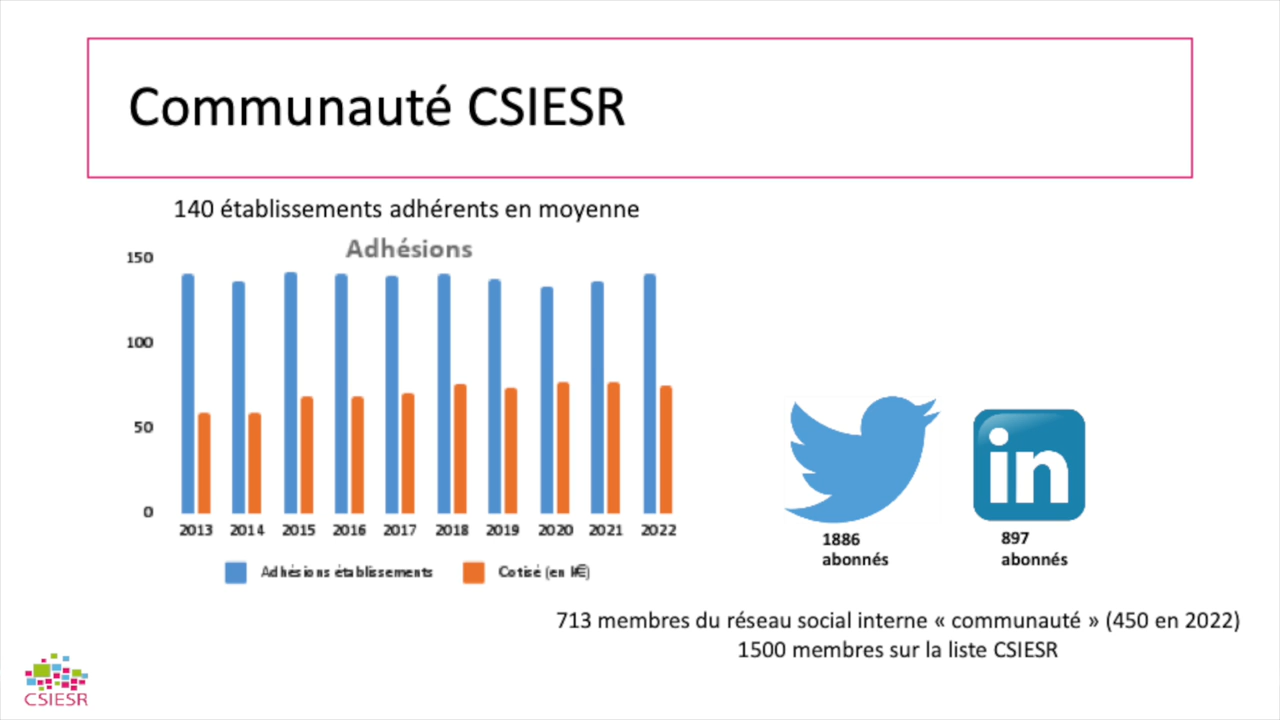 Communauté CSIESR
140 établissements adhérents en moyenne
Adhésions
150
100
50
0
2013 2014 2015 2016 2017 2018 2019 2020 2021 2022
Adhésions établissements Cotisé (en k€)
in
1886
abonnés
897
abonnés
713 membres du réseau social interne « communauté » (450 en 2022)
1500 membres sur la liste CSIESR
CSIESR